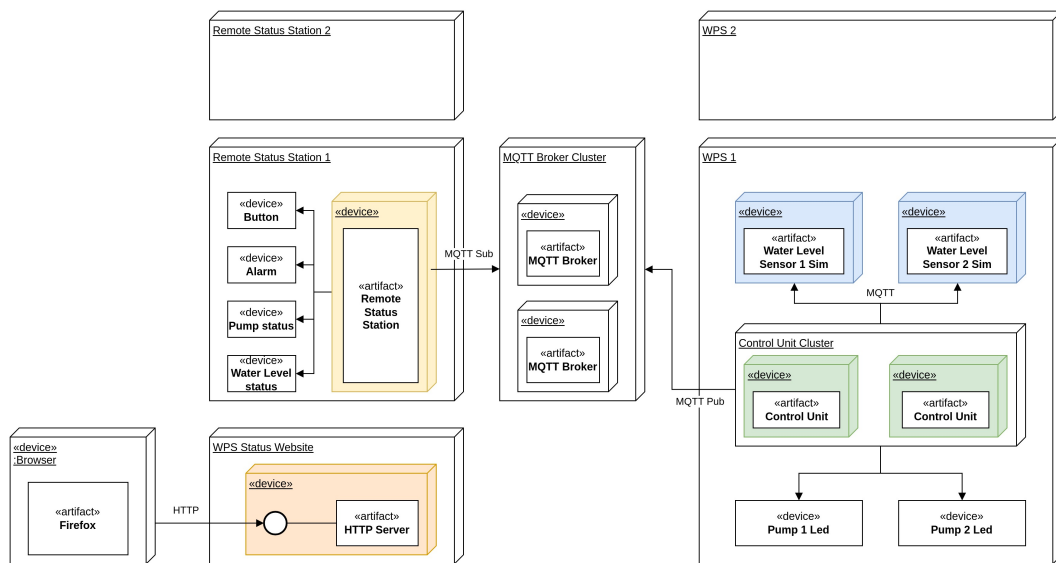 Remote Status Station 2
WPS 2
Remote Status Station 1
«device»
Button
«device»
Alarm
«device»
Pump status
«device»
Water Level
status
«device»
«artifact»
Remote
Status
Station
MQTT Sub
MQTT Broker Cluster
«device»
«artifact»
MQTT Broker
«device»
«artifact»
MQTT Broker
MQTT Pub
WPS 1
«device»
«artifact»
Water Level
Sensor 1 Sim
«device»
«artifact»
Water Level
Sensor 2 Sim
MQTT
Control Unit Cluster
«device»
«artifact»
Control Unit
«device»
«artifact»
Control Unit
«device»
Pump 1 Led
«device»
Pump 2 Led
«device»
:Browser
«artifact»
Firefox
HTTP
WPS Status Website
«device»
«artifact»
HTTP Server